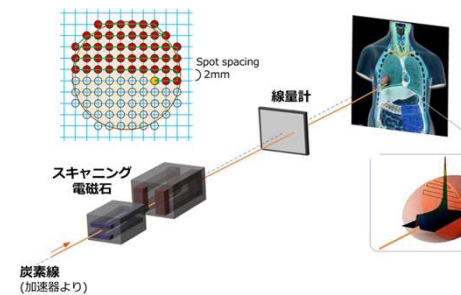 Spot spacing
2mm
線量計
スキャニング
電磁石
炭素線
(加速器より)